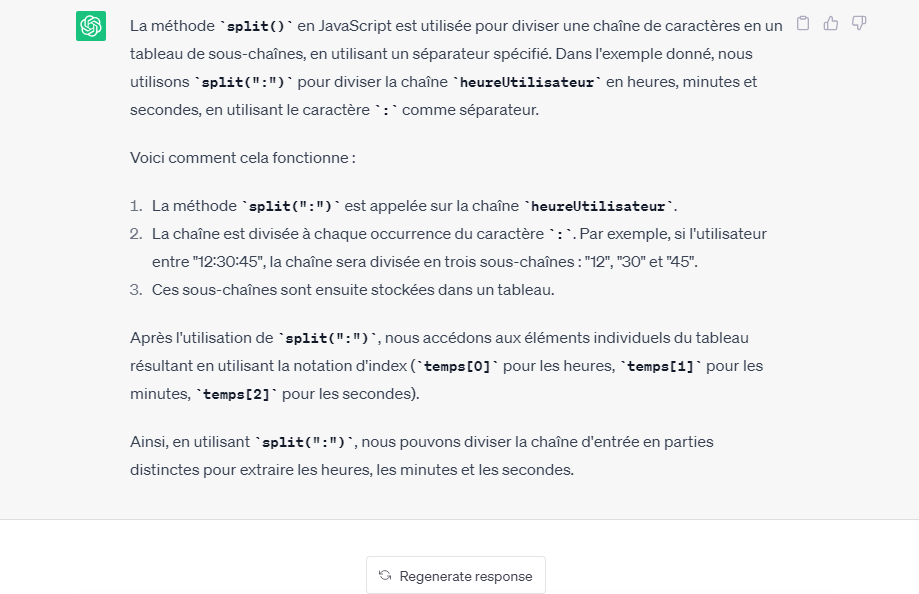 La méthode `split()` en JavaScript est utilisée pour diviser une chaîne de caractères en un
tableau de sous-chaînes, en utilisant un séparateur spécifié. Dans l'exemple donné, nous
utilisons `split(":")` pour diviser la chaîne `heureUtilisateur` en heures, minutes et
secondes, en utilisant le caractère `:` comme séparateur.
Voici comment cela fonctionne :
1. La méthode `split(":")` est appelée sur la chaîne `heureUtilisateur`.
2. La chaîne est divisée à chaque occurrence du caractère `:`. Par exemple, si l'utilisateur
entre "12:30:45", la chaîne sera divisée en trois sous-chaînes : "12", "30" et "45".
3. Ces sous-chaînes sont ensuite stockées dans un tableau.
Après l'utilisation de `split(":")`, nous accédons aux éléments individuels du tableau
résultant en utilisant la notation d'index (`temps[0]` pour les heures, `temps[1]` pour les
minutes, `temps[2]` pour les secondes).
Ainsi, en utilisant `split(":")`, nous pouvons diviser la chaîne d'entrée en parties
distinctes pour extraire les heures, les minutes et les secondes.
Regenerate response